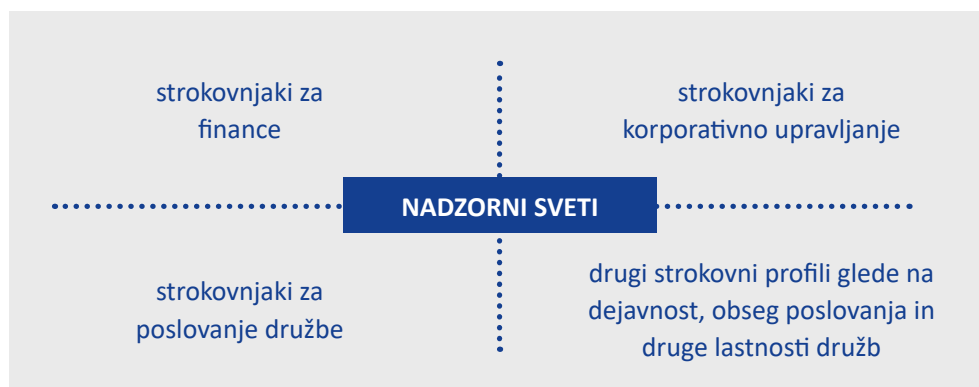 strokovnjaki za
finance
strokovnjaki za
korporativno upravljanje
NADZORNI SVETI
strokovnjaki za
poslovanje družbe
drugi strokovni profili glede na
dejavnost, obseg poslovanja in
druge lastnosti družb